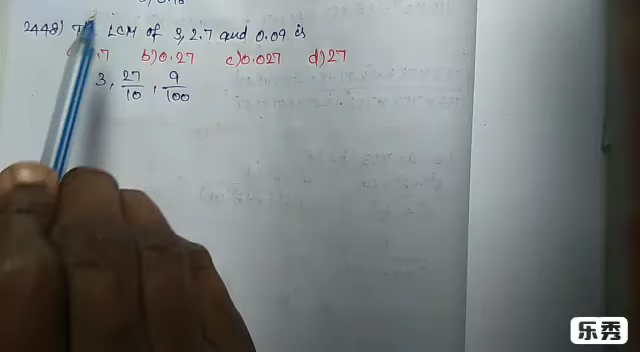 2448) LCM of 3, 2.7 and 0.09 is
.7 b) 0.27 c) 0.027 d) 27
3, 27/10, 9/100
乐秀